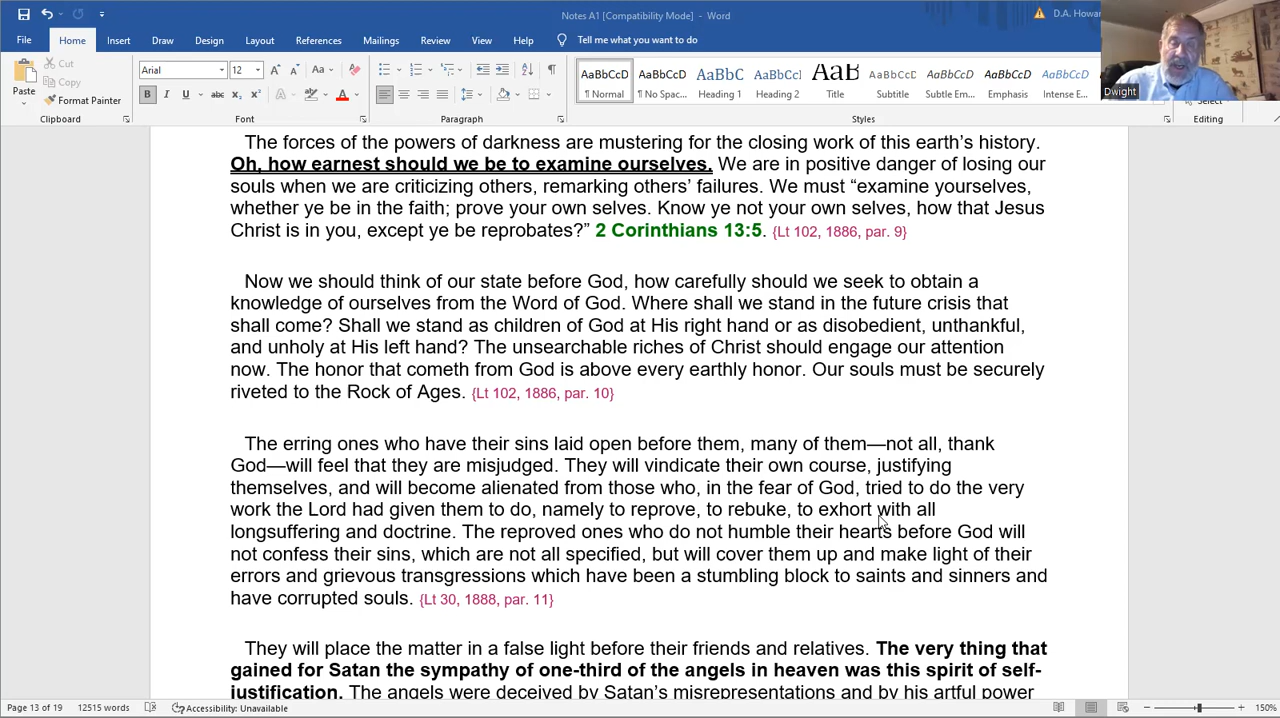 Notes A1 [Compatibility Mode] - Word
D.A. Howar
File Home Insert Draw Design Layout References Mailings Review View Help Tell me what you want to do
Dwight
Paste
Cut
Copy
Format Painter
Arial 12 Aa
B I U abc x₂ x² A A
AaBbCcD AaBbCcD AaBbC AaBbCcl AaB AaBbCcD AaBbCcD AaBbCcD AaBbCcD
¶ Normal ¶ No Spac... Heading 1 Heading 2 Title Subtitle Subtle Em... Emphasis Intense E...
Select
Clipboard Font Paragraph Styles Editing
The forces of the powers of darkness are mustering for the closing work of this earth’s history.
Oh, how earnest should we be to examine ourselves. We are in positive danger of losing our
souls when we are criticizing others, remarking others’ failures. We must “examine yourselves,
whether ye be in the faith; prove your own selves. Know ye not your own selves, how that Jesus
Christ is in you, except ye be reprobates?” 2 Corinthians 13:5. {Lt 102, 1886, par. 9}
Now we should think of our state before God, how carefully should we seek to obtain a
knowledge of ourselves from the Word of God. Where shall we stand in the future crisis that
shall come? Shall we stand as children of God at His right hand or as disobedient, unthankful,
and unholy at His left hand? The unsearchable riches of Christ should engage our attention
now. The honor that cometh from God is above every earthly honor. Our souls must be securely
riveted to the Rock of Ages. {Lt 102, 1886, par. 10}
The erring ones who have their sins laid open before them, many of them—not all, thank
God—will feel that they are misjudged. They will vindicate their own course, justifying
themselves, and will become alienated from those who, in the fear of God, tried to do the very
work the Lord had given them to do, namely to reprove, to rebuke, to exhort with all
longsuffering and doctrine. The reproved ones who do not humble their hearts before God will
not confess their sins, which are not all specified, but will cover them up and make light of their
errors and grievous transgressions which have been a stumbling block to saints and sinners and
have corrupted souls. {Lt 30, 1888, par. 11}
They will place the matter in a false light before their friends and relatives. The very thing that
gained for Satan the sympathy of one-third of the angels in heaven was this spirit of self-
justification. The angels were deceived by Satan’s misrepresentations and by his artful power
Page 13 of 19 12515 words Accessibility: Unavailable 150%